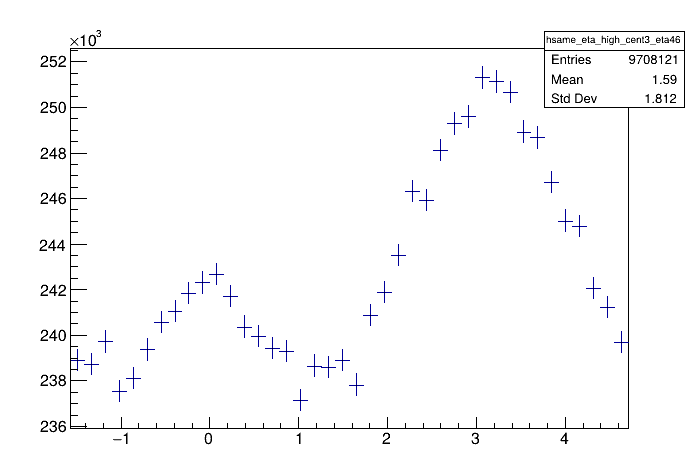 ×10³
hsame_eta_high_cent3_eta46
Entries 9708121
Mean 1.59
Std Dev 1.812
252
250
248
246
244
242
240
238
236
−1 0 1 2 3 4